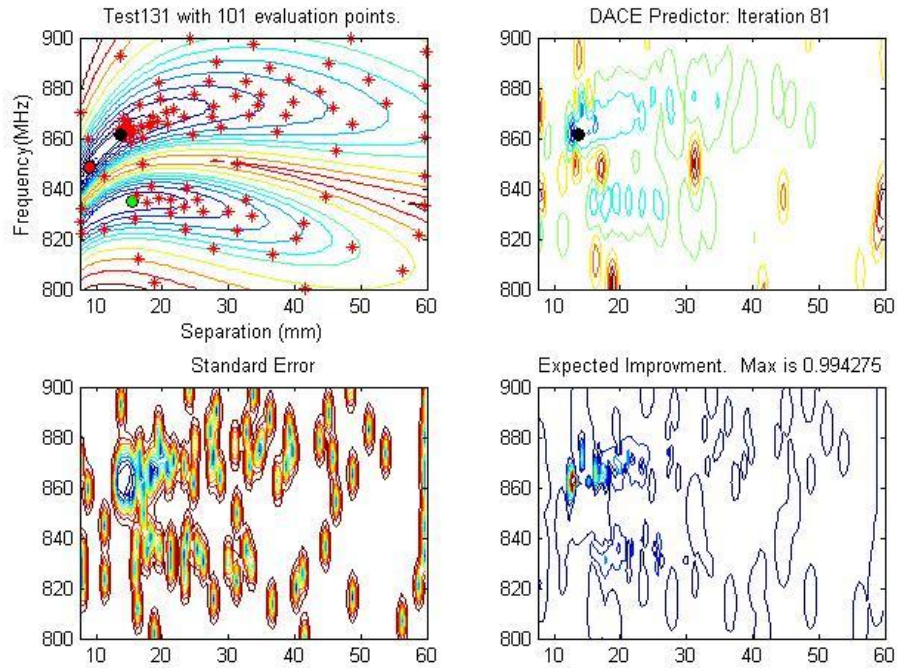 Test131 with 101 evaluation points.
900
880
860
840
820
800
Frequency(MHz)
10 20 30 40 50 60
Separation (mm)
DACE Predictor: Iteration 81
900
880
860
840
820
800
10 20 30 40 50 60
Standard Error
900
880
860
840
820
800
10 20 30 40 50 60
Expected Improvment. Max is 0.994275
900
880
860
840
820
800
10 20 30 40 50 60